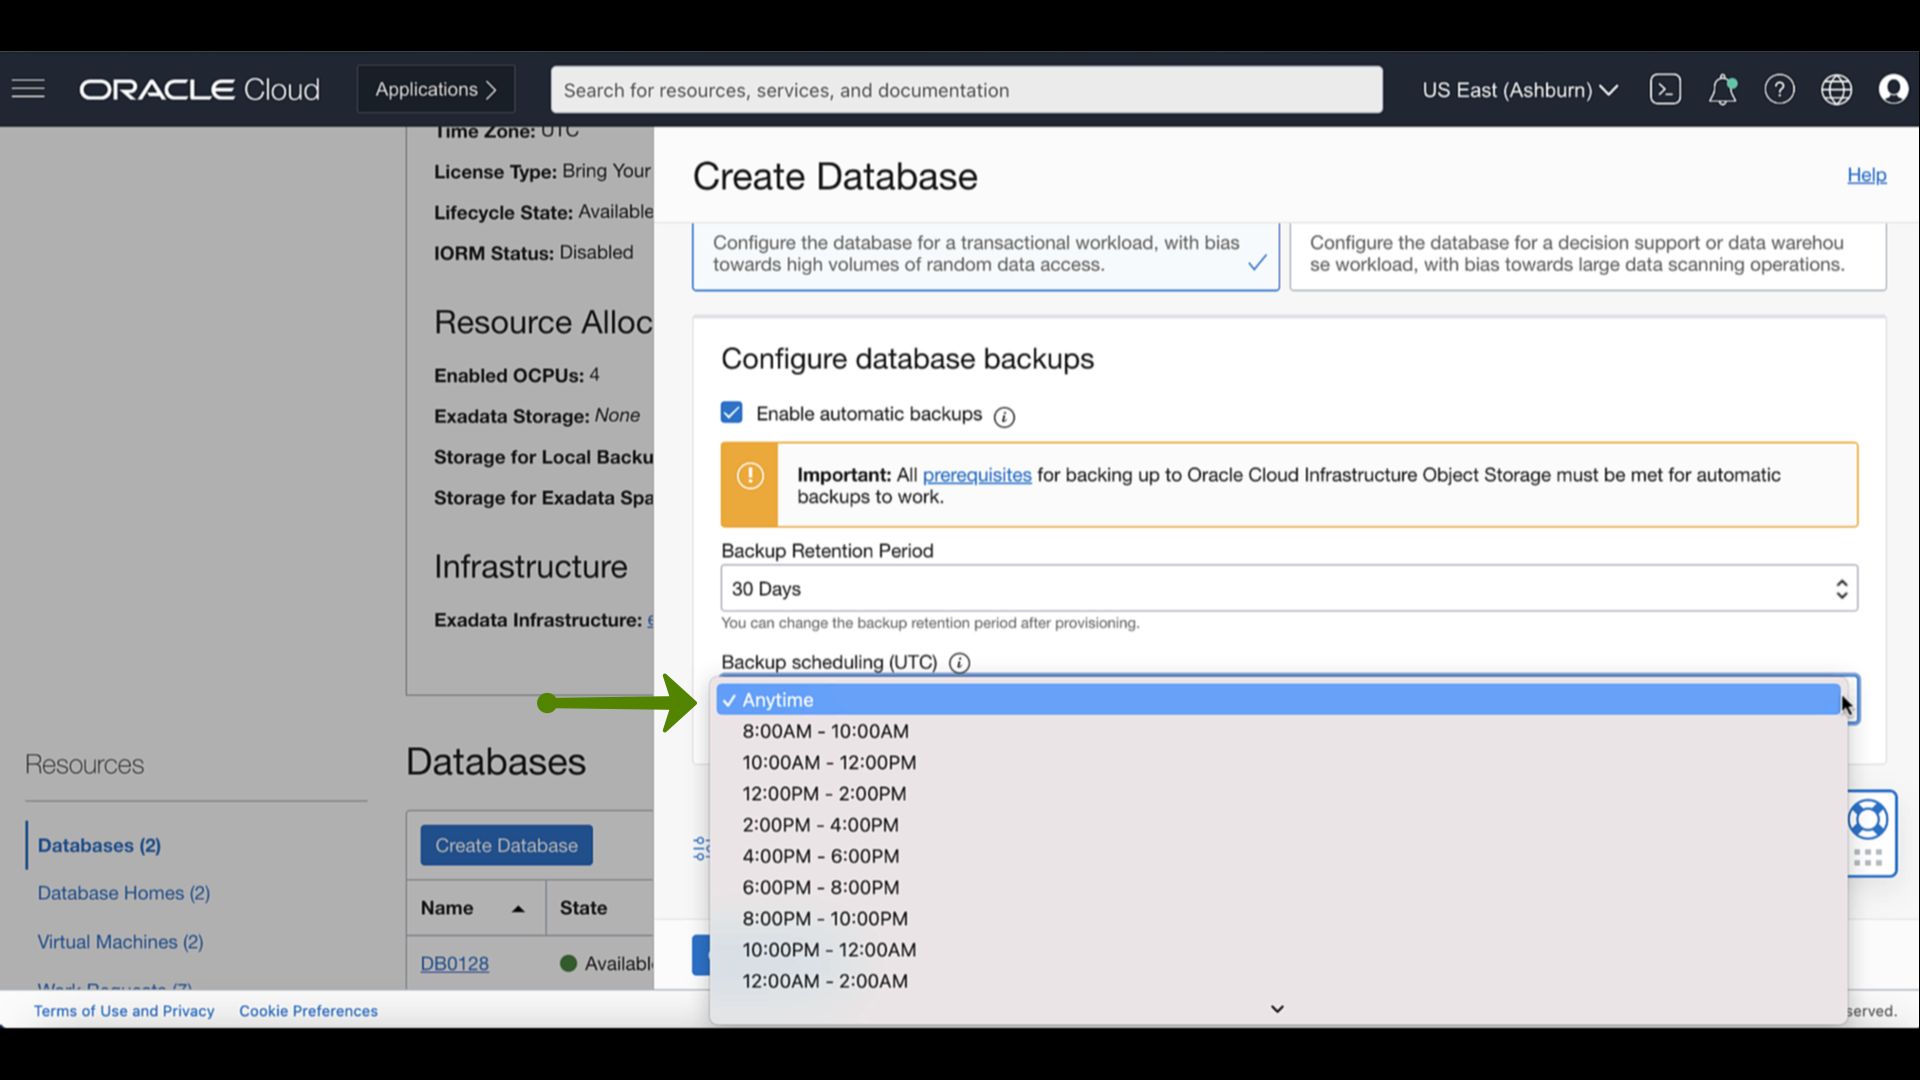 ORACLE Cloud
Applications
Search for resources, services, and documentation
US East (Ashburn)
Time Zone: UTC
License Type: Bring Your
Lifecycle State: Available
IORM Status: Disabled
Resource Alloc
Enabled OCPUs: 4
Exadata Storage: None
Storage for Local Backu
Storage for Exadata Spa
Infrastructure
Exadata Infrastructure:
Resources
Databases (2)
Database Homes (2)
Virtual Machines (2)
Work Requests (7)
Databases
Create Database
Name
State
DB0128
Availabl
Create Database
Help
Configure the database for a transactional workload, with bias
towards high volumes of random data access.
Configure the database for a decision support or data warehou
se workload, with bias towards large data scanning operations.
Configure database backups
Enable automatic backups
Important: All prerequisites for backing up to Oracle Cloud Infrastructure Object Storage must be met for automatic
backups to work.
Backup Retention Period
30 Days
You can change the backup retention period after provisioning.
Backup scheduling (UTC)
Anytime
8:00AM - 10:00AM
10:00AM - 12:00PM
12:00PM - 2:00PM
2:00PM - 4:00PM
4:00PM - 6:00PM
6:00PM - 8:00PM
8:00PM - 10:00PM
10:00PM - 12:00AM
12:00AM - 2:00AM
Terms of Use and Privacy
Cookie Preferences
served.